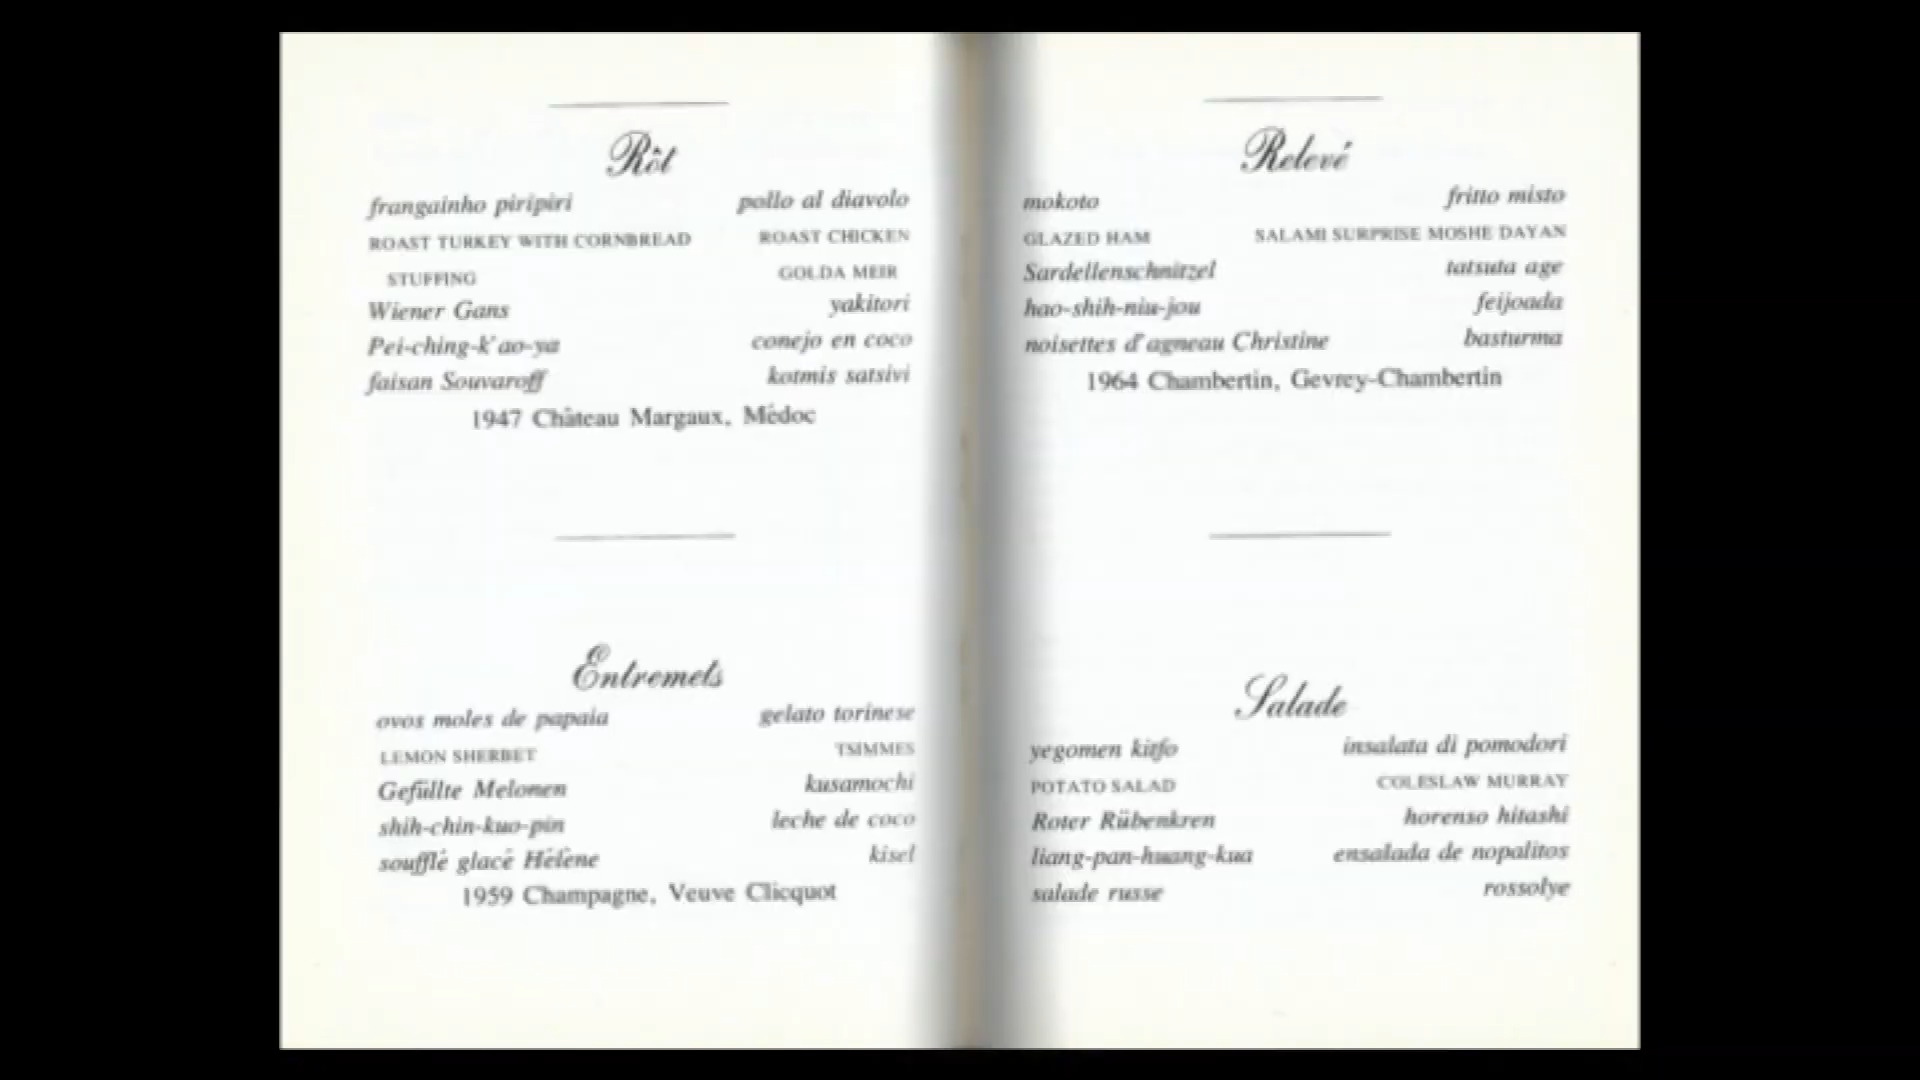 Rôt
frangainho piripiri pollo al diavolo
ROAST TURKEY WITH CORNBREAD ROAST CHICKEN
STUFFING GOLDA MEIR
Wiener Gans yakitori
Pei-ching-k'ao-ya conejo en coco
faisan Souvaroff kotmis satsivi
1947 Château Margaux, Médoc
Entremets
ovos moles de papaia gelato torinese
LEMON SHERBET TSIMMES
Gefüllte Melonen kusamochi
shih-chin-kuo-pin leche de coco
soufflé glacé Hélène kisel
1959 Champagne, Veuve Clicquot
Relevé
mokoto fritto misto
GLAZED HAM SALAMI SURPRISE MOSHE DAYAN
Sardellenschnitzel tatsuta age
hao-shih-niu-jou feijoada
noisettes d'agneau Christine basturma
1964 Chambertin, Gevrey-Chambertin
Salade
yegomen kitfo insalata di pomodori
POTATO SALAD COLESLAW MURRAY
Roter Rübenkren horenso hitashi
liang-pan-huang-kua ensalada de nopalitos
salade russe rossolye